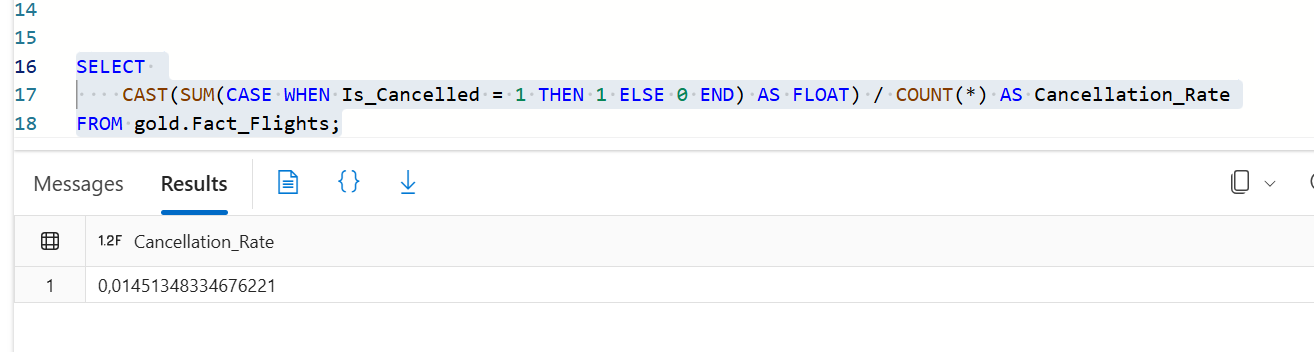 14
15
16 SELECT
17 CAST(SUM(CASE WHEN Is_Cancelled = 1 THEN 1 ELSE 0 END) AS FLOAT) / COUNT(*) AS Cancellation_Rate
18 FROM gold.Fact_Flights;
Messages Results {}
1.2F Cancellation_Rate
1 0,01451348334676221